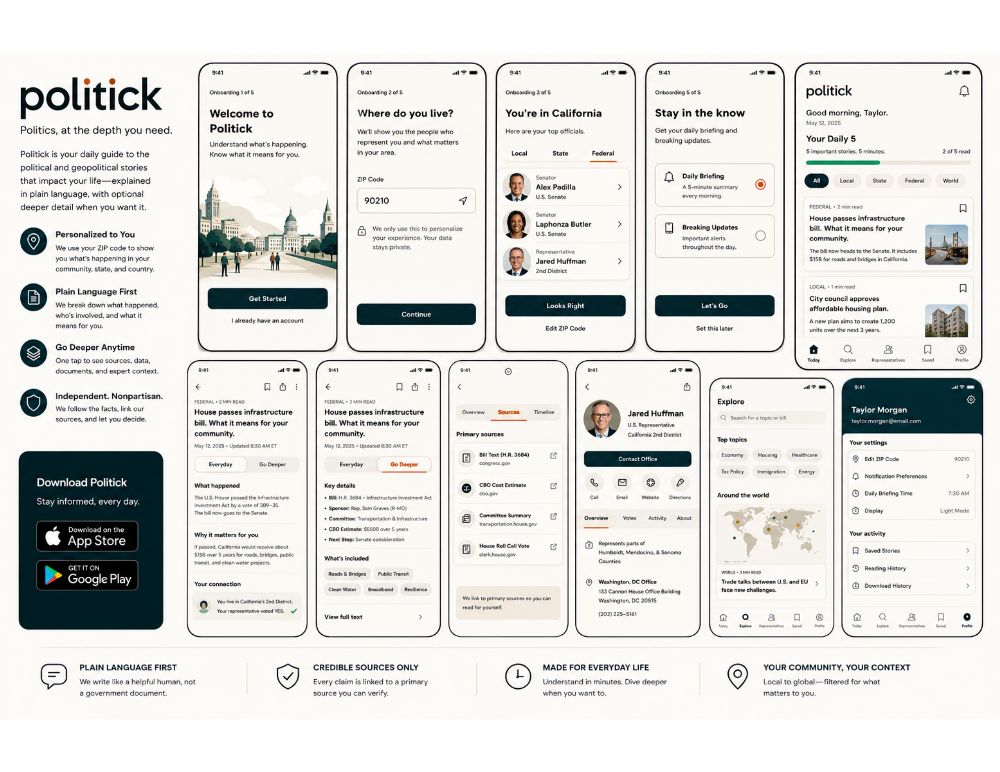 politick
Politics, at the depth you need.
Politick is your daily guide to the
political and geopolitical stories
that impact your life—explained
in plain language, with optional
deeper detail when you want it.
Personalized to You
We use your ZIP code to show
you what's happening in your
community, state, and country.
Plain Language First
We break down what happened,
who's involved, and what it
means for you.
Go Deeper Anytime
One tap to see sources, data,
documents, and expert context.
Independent. Nonpartisan.
We follow the facts, link our
sources, and let you decide.
Download Politick
Stay informed, every day.
Download on the
App Store
GET IT ON
Google Play
9:41
Onboarding 1 of 5
Welcome to
Politick
Understand what's happening.
Know what it means for you.
Get Started
I already have an account
9:41
Onboarding 2 of 5
Where do you live?
We'll show you the people who
represent you and what matters
in your area.
ZIP Code
90210
We only use this to personalize
your experience. Your data
stays private.
Continue
9:41
Onboarding 3 of 5
You're in California
Here are your top officials.
Local State Federal
Senator
Alex Padilla
U.S. Senate
Senator
Laphonza Butler
U.S. Senate
Representative
Jared Huffman
2nd District
Looks Right
Edit ZIP Code
9:41
Onboarding 5 of 5
Stay in the know
Get your daily briefing and
breaking updates.
Daily Briefing
A 5-minute summary
every morning.
Breaking Updates
Important alerts
throughout the day.
Let's Go
Set this later
9:41
politick
Good morning, Taylor.
May 12, 2025
Your Daily 5
5 important stories. 5 minutes. 2 of 5 read
All Local State Federal World
FEDERAL • 2 min read
House passes infrastructure
bill. What it means for your
community.
The bill now heads to the Senate. It includes
$15B for roads and bridges in California.
LOCAL • 1 min read
City council approves
affordable housing plan.
A new plan aims to create 1,200
units over the next 3 years.
Today Explore Representatives Saved Profile
9:41
FEDERAL • 2 MIN READ
House passes infrastructure
bill. What it means for your
community.
May 12, 2025 • Updated 8:30 AM ET
Everyday Go Deeper
What happened
The U.S. House passed the Infrastructure
Investment Act by a vote of 389–35.
The bill now goes to the Senate.
Why it matters for you
If passed, California would receive about
$15B over 5 years for roads, bridges, public
transit, and clean water projects.
Your connection
You live in California's 2nd District.
Your representative voted YES.
9:41
FEDERAL • 2 MIN READ
House passes infrastructure
bill. What it means for your
community.
May 12, 2025 • Updated 8:30 AM ET
Everyday Go Deeper
Key details
• Bill: H.R. 3684 – Infrastructure Investment Act
• Sponsor: Rep. Sam Graves (R-MO)
• Committee: Transportation & Infrastructure
• CBO Estimate: $550B over 5 years
• Next Step: Senate consideration
What's included
Roads & Bridges Public Transit
Clean Water Broadband Resilience
View full text
9:41
Overview Sources Timeline
Primary sources
Bill Text (H.R. 3684)
congress.gov
CBO Cost Estimate
cbo.gov
Committee Summary
transportation.house.gov
House Roll Call Vote
clerk.house.gov
We link to primary sources so you can
read for yourself.
9:41
Jared Huffman
U.S. Representative
California 2nd District
Contact Office
Call Email Website Directions
Overview Votes Activity About
Represents parts of
Humboldt, Mendocino, & Sonoma
Counties
Washington, DC Office
133 Cannon House Office Building
Washington, DC 20515
(202) 225–5161
9:41
Explore
Search for a topic or bill
Top topics
Economy Housing Healthcare
Tax Policy Immigration Energy
Around the world
WORLD • 3 MIN READ
Trade talks between U.S. and EU
face new challenges.
Today Explore Representatives Saved Profile
9:41
Taylor Morgan
taylor.morgan@email.com
Your settings
Edit ZIP Code 90210
Notification Preferences
Daily Briefing Time 7:30 AM
Display Light Mode
Your activity
Saved Stories
Reading History
Download History
Today Explore Representatives Saved Profile
PLAIN LANGUAGE FIRST
We write like a helpful human, not
a government document.
CREDIBLE SOURCES ONLY
Every claim is linked to a primary
source you can verify.
MADE FOR EVERYDAY LIFE
Understand in minutes. Dive deeper
when you want to.
YOUR COMMUNITY, YOUR CONTEXT
Local to global—filtered for what
matters to you.